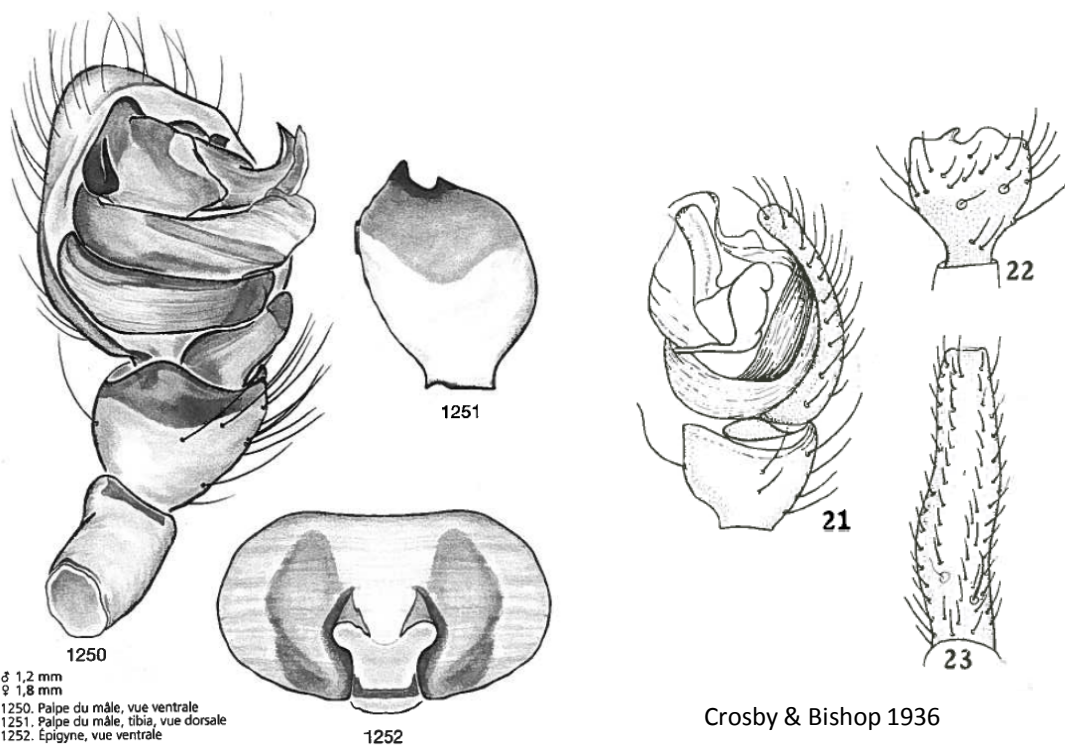 1250
♂ 1,2 mm
♀ 1,8 mm
1250. Palpe du mâle, vue ventrale
1251. Palpe du mâle, tibia, vue dorsale
1252. Épigyne, vue ventrale
1251
1252
21
22
23
Crosby & Bishop 1936